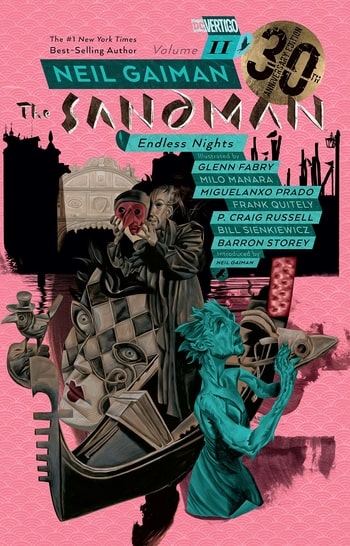 VERTIGO
The #1 New York Times
Best-Selling Author
Volume 11
30TH
ANNIVERSARY EDITION
NEIL GAIMAN
The SANDMAN
Endless Nights
Illustrated by
GLENN FABRY
MILO MANARA
MIGUELANXO PRADO
FRANK QUITELY
P. CRAIG RUSSELL
BILL SIENKIEWICZ
BARRON STOREY
Introduced by
NEIL GAIMAN